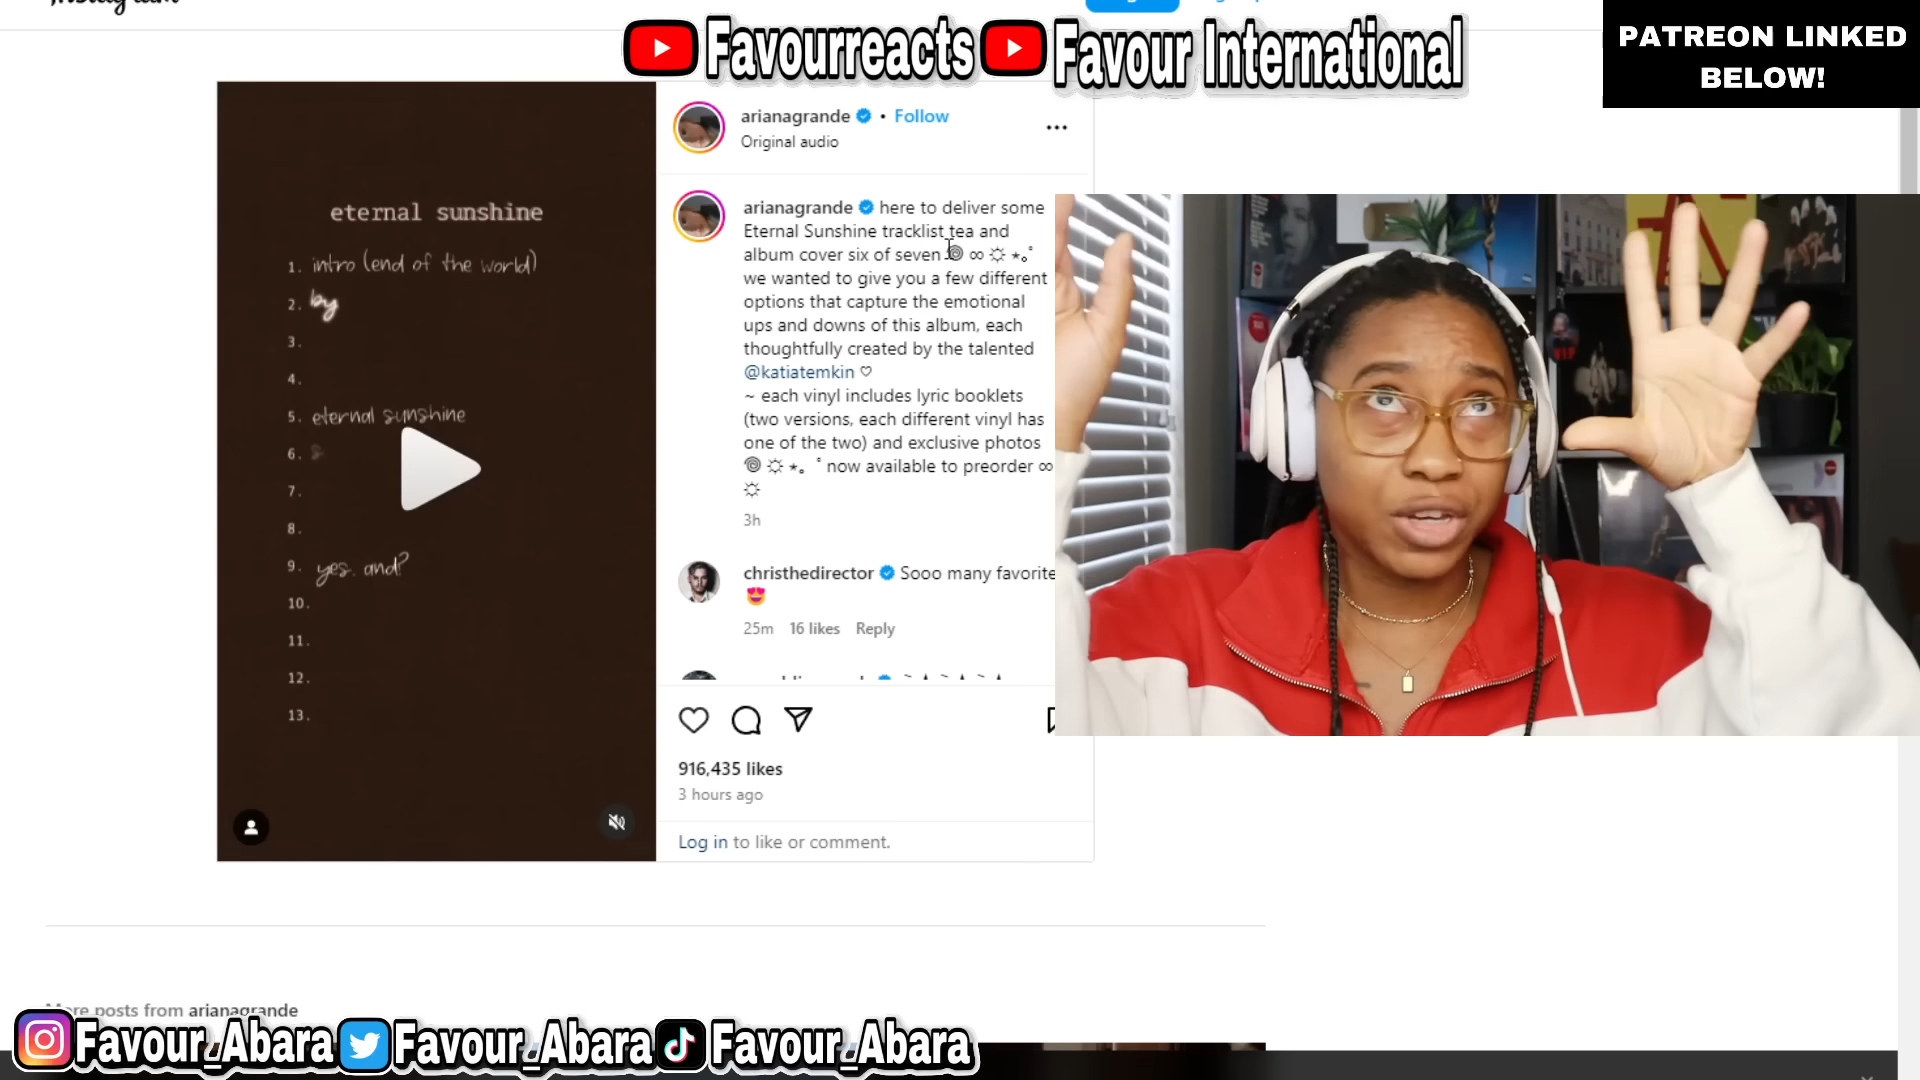 Favourreacts
Favour International
PATREON LINKED
BELOW!
eternal sunshine
1. intro (end of the world)
2. by
3.
4.
5. eternal sunshine
6.
7.
8.
9. yes, and?
10.
11.
12.
13.
arianagrande • Follow
Original audio
arianagrande here to deliver some
Eternal Sunshine tracklist tea and
album cover six of seven ∞
we wanted to give you a few different
options that capture the emotional
ups and downs of this album, each
thoughtfully created by the talented
@katiatemkin ♡
~ each vinyl includes lyric booklets
(two versions, each different vinyl has
one of the two) and exclusive photos
now available to preorder ∞
3h
christhedirector Sooo many favorite
😍
25m 16 likes Reply
916,435 likes
3 hours ago
Log in to like or comment.
More posts from arianagrande
Favour_Abara
Favour_Abara
Favour_Abara